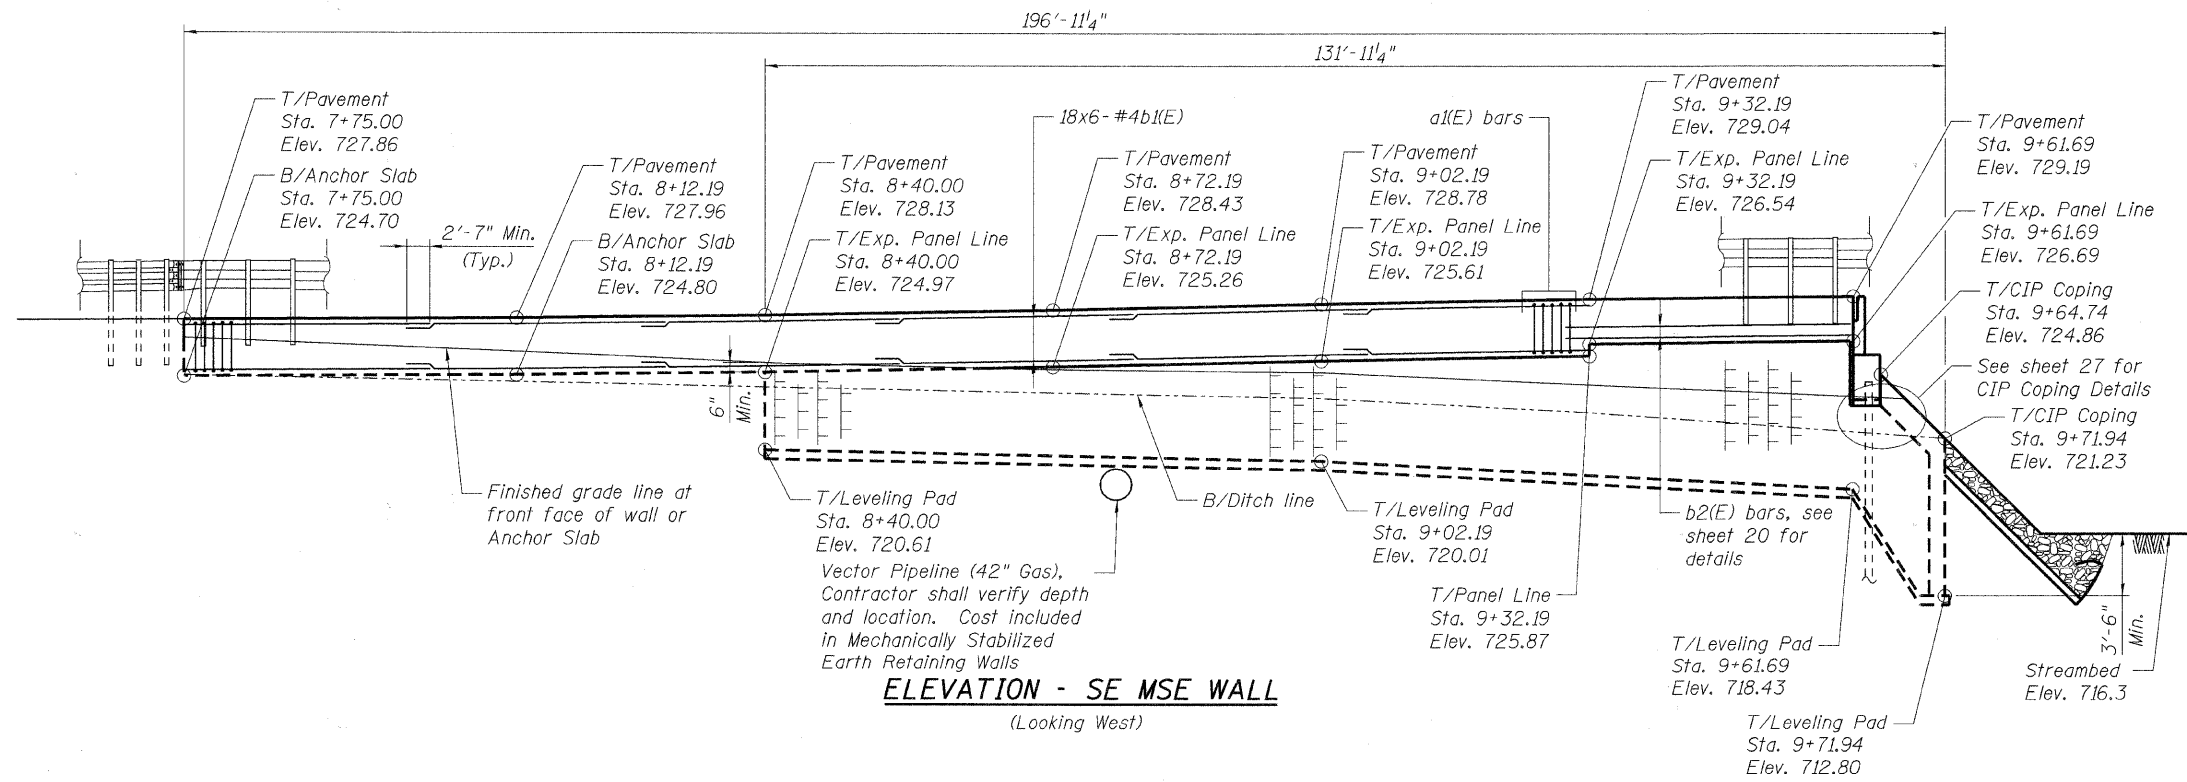 196'-11 1/4"
131'-11 1/4"
T/Pavement
Sta. 7+75.00
Elev. 727.86
B/Anchor Slab
Sta. 7+75.00
Elev. 724.70
2'-7" Min.
(Typ.)
T/Pavement
Sta. 8+12.19
Elev. 727.96
B/Anchor Slab
Sta. 8+12.19
Elev. 724.80
T/Pavement
Sta. 8+40.00
Elev. 728.13
T/Exp. Panel Line
Sta. 8+40.00
Elev. 724.97
18x6-#4b1(E)
T/Pavement
Sta. 8+72.19
Elev. 728.43
T/Exp. Panel Line
Sta. 8+72.19
Elev. 725.26
a1(E) bars
T/Pavement
Sta. 9+02.19
Elev. 728.78
T/Exp. Panel Line
Sta. 9+02.19
Elev. 725.61
T/Pavement
Sta. 9+32.19
Elev. 729.04
T/Exp. Panel Line
Sta. 9+32.19
Elev. 726.54
T/Pavement
Sta. 9+61.69
Elev. 729.19
T/Exp. Panel Line
Sta. 9+61.69
Elev. 726.69
T/CIP Coping
Sta. 9+64.74
Elev. 724.86
See sheet 27 for
CIP Coping Details
T/CIP Coping
Sta. 9+71.94
Elev. 721.23
6"
Min.
Finished grade line at
front face of wall or
Anchor Slab
T/Leveling Pad
Sta. 8+40.00
Elev. 720.61
Vector Pipeline (42" Gas),
Contractor shall verify depth
and location. Cost included
in Mechanically Stabilized
Earth Retaining Walls
B/Ditch line
T/Leveling Pad
Sta. 9+02.19
Elev. 720.01
T/Panel Line
Sta. 9+32.19
Elev. 725.87
b2(E) bars, see
sheet 20 for
details
T/Leveling Pad
Sta. 9+61.69
Elev. 718.43
T/Leveling Pad
Sta. 9+71.94
Elev. 712.80
3'-6"
Min.
Streambed
Elev. 716.3
ELEVATION - SE MSE WALL
(Looking West)